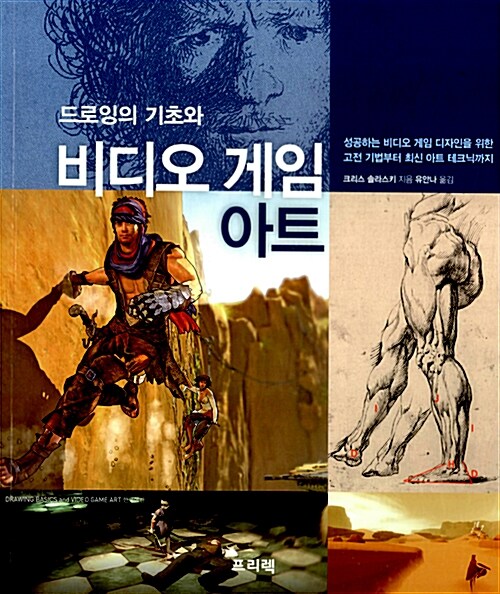 드로잉의 기초와
비디오 게임
아트
성공하는 비디오 게임 디자인을 위한
고전 기법부터 최신 아트 테크닉까지
크리스 솔라스키 지음 유안나 옮김
I
J
I
D
D
DRAWING BASICS and VIDEO GAME ART
프리렉